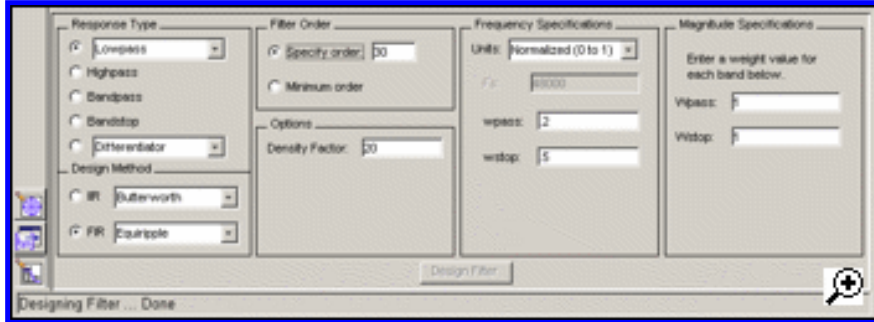 Response Type
Lowpass
Highpass
Bandpass
Bandstop
Differentiator
Design Method
IIR Butterworth
FIR Equiripple
Filter Order
Specify order: 30
Minimum order
Options
Density Factor: 20
Frequency Specifications
Units: Normalized (0 to 1)
Fs: 48000
wpass: .2
wstop: .5
Magnitude Specifications
Enter a weight value for
each band below.
Wpass: 1
Wstop: 1
Design Filter
Designing Filter ... Done